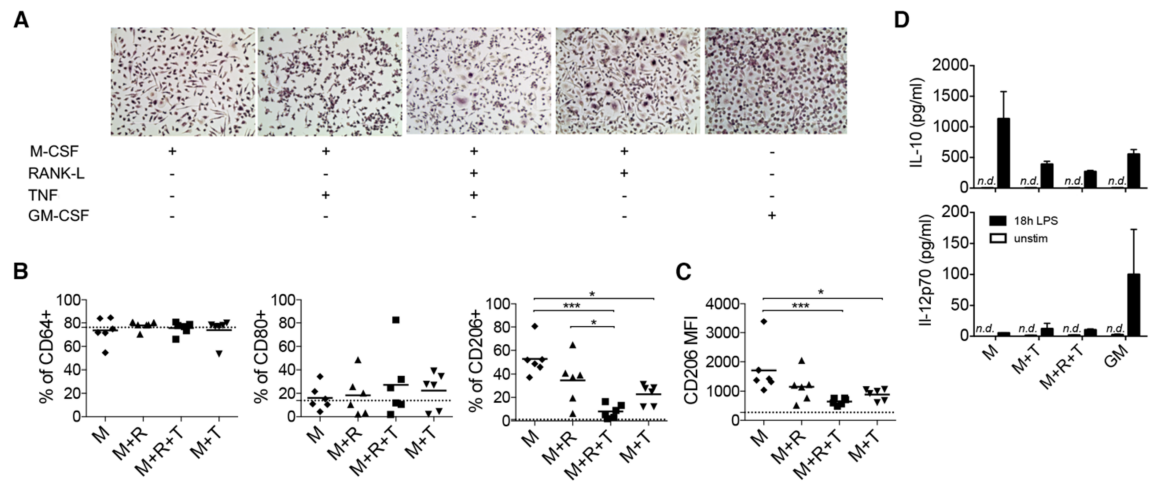 A
M-CSF + + + + -
RANK-L - - + + -
TNF - + + - -
GM-CSF - - - - +
B
% of CD64+
100
80
60
40
20
0
M
M+R
M+R+T
M+T
% of CD80+
100
80
60
40
20
0
M
M+R
M+R+T
M+T
% of CD206+
100
80
60
40
20
0
*
***
*
M
M+R
M+R+T
M+T
C
CD206 MFI
4000
3000
2000
1000
0
*
***
M
M+R
M+R+T
M+T
D
IL-10 (pg/ml)
2000
1500
1000
500
0
n.d. n.d. n.d. n.d.
Il-12p70 (pg/ml)
200
150
100
50
0
18h LPS
unstim
n.d. n.d. n.d. n.d.
M
M+T
M+R+T
GM